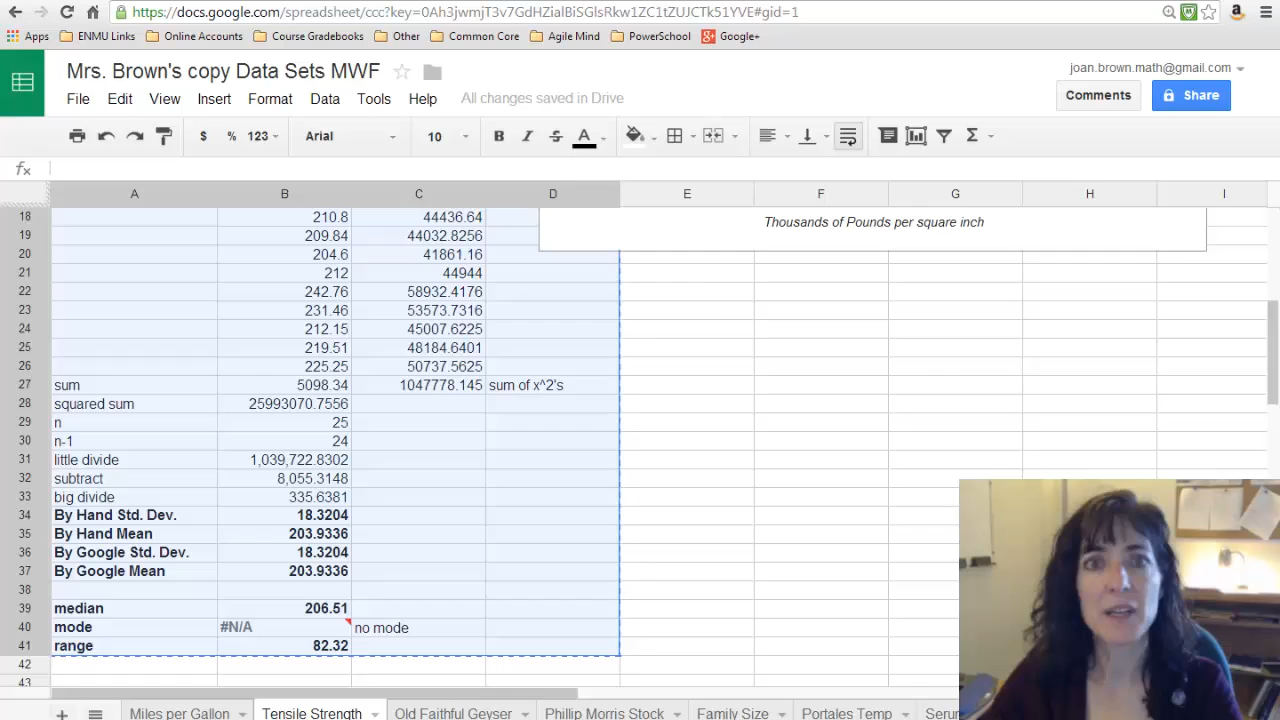 https://docs.google.com/spreadsheet/ccc?key=0Ah3jwmjT3v7GdHZialBiSGlsRkw1ZC1tZUJCTk51YVE#gid=1
Apps ENMU Links Online Accounts Course Gradebooks Other Common Core Agile Mind PowerSchool Google+
Mrs. Brown's copy Data Sets MWF
joan.brown.math@gmail.com
File Edit View Insert Format Data Tools Help All changes saved in Drive
Comments Share
$ % 123 Arial 10 B I S A Σ
fx
A B C D E F G H I
18 210.8 44436.64
Thousands of Pounds per square inch
19 209.84 44032.8256
20 204.6 41861.16
21 212 44944
22 242.76 58932.4176
23 231.46 53573.7316
24 212.15 45007.6225
25 219.51 48184.6401
26 225.25 50737.5625
27 sum 5098.34 1047778.145 sum of x^2's
28 squared sum 25993070.7556
29 n 25
30 n-1 24
31 little divide 1,039,722.8302
32 subtract 8,055.3148
33 big divide 335.6381
34 By Hand Std. Dev. 18.3204
35 By Hand Mean 203.9336
36 By Google Std. Dev. 18.3204
37 By Google Mean 203.9336
38
39 median 206.51
40 mode #N/A no mode
41 range 82.32
42
43
Miles per Gallon Tensile Strength Old Faithful Geyser Phillip Morris Stock Family Size Portales Temp Serun